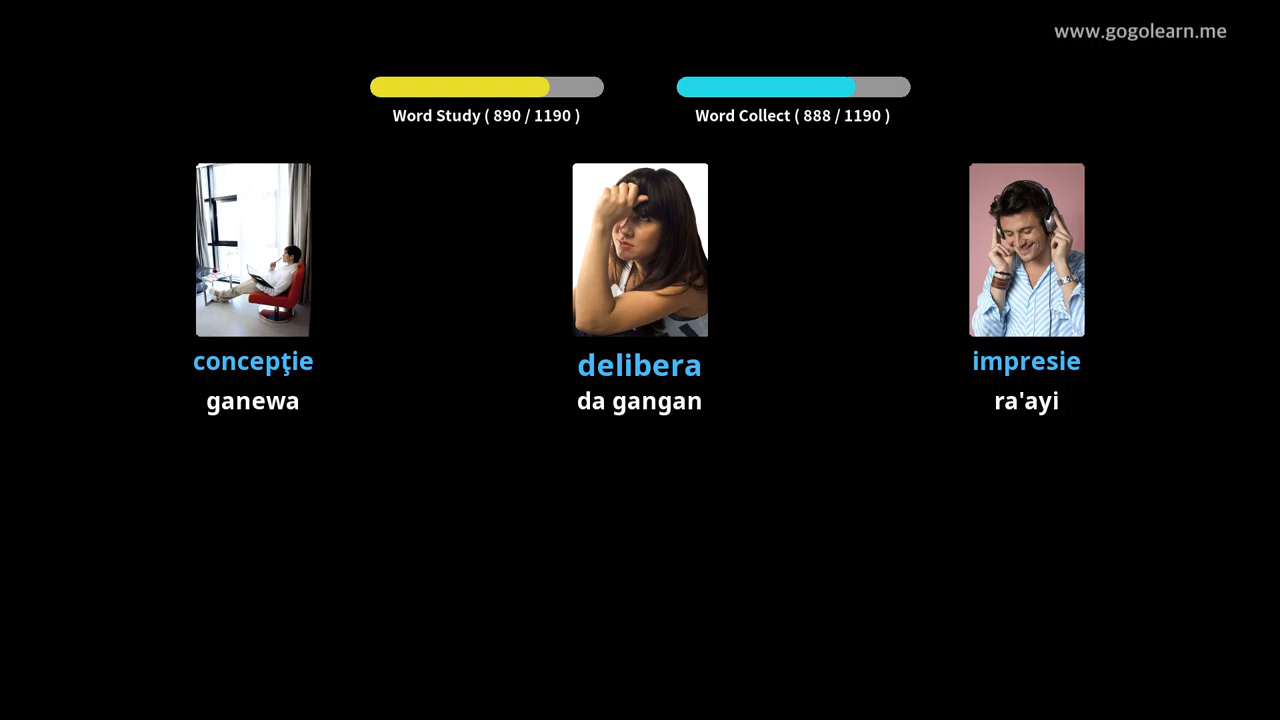 www.gogolearn.me
Word Study ( 890 / 1190 )
Word Collect ( 888 / 1190 )
concepţie
delibera
impresie
ganewa
da gangan
ra'ayi